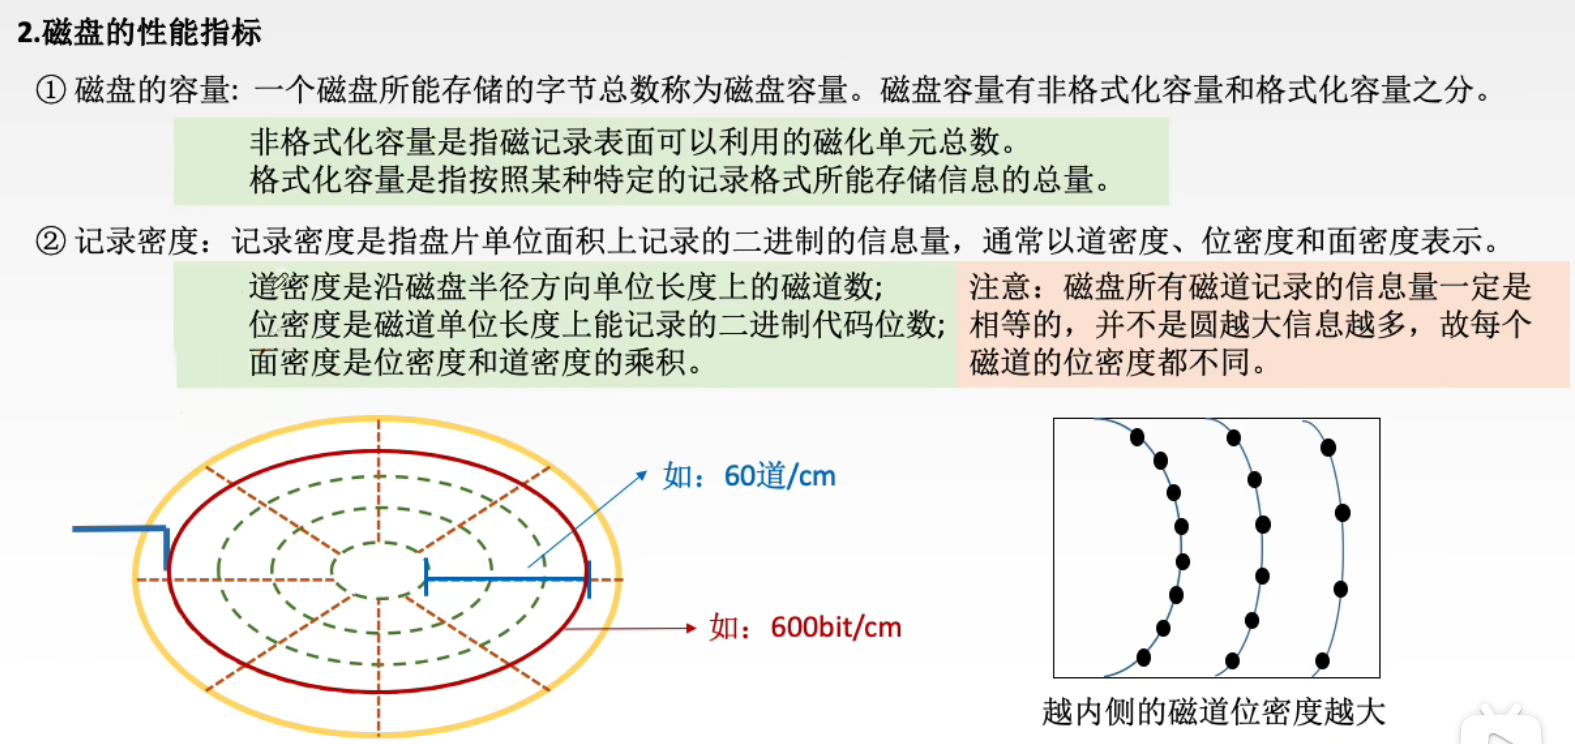 2.磁盘的性能指标
① 磁盘的容量：一个磁盘所能存储的字节总数称为磁盘容量。磁盘容量有非格式化容量和格式化容量之分。
非格式化容量是指磁记录表面可以利用的磁化单元总数。
格式化容量是指按照某种特定的记录格式所能存储信息的总量。
② 记录密度：记录密度是指盘片单位面积上记录的二进制的信息量，通常以道密度、位密度和面密度表示。
道密度是沿磁盘半径方向单位长度上的磁道数;
位密度是磁道单位长度上能记录的二进制代码位数;
面密度是位密度和道密度的乘积。
注意：磁盘所有磁道记录的信息量一定是
相等的，并不是圆越大信息越多，故每个
磁道的位密度都不同。
如：60道/cm
如：600bit/cm
越内侧的磁道位密度越大